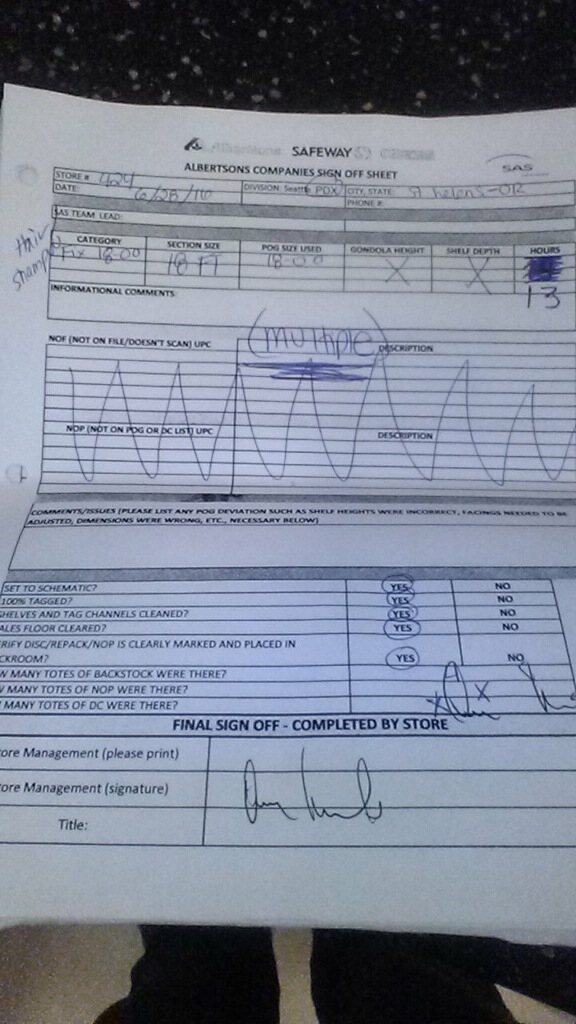 Albertsons SAFEWAY
SAS
ALBERTSONS COMPANIES SIGN OFF SHEET
STORE #: 424
DATE: 6/28/16 DIVISION: Seattle PDX CITY, STATE: St helens-OR
PHONE #:
SAS TEAM LEAD:
Hair
CATEGORY SECTION SIZE POG SIZE USED GONDOLA HEIGHT SHELF DEPTH HOURS
Fix 18-00 18 FT 18-00 X X
13
INFORMATIONAL COMMENTS:
(Multiple)
NOF (NOT ON FILE/DOESN'T SCAN) UPC DESCRIPTION
NOP (NOT ON POG OR DC LIST) UPC DESCRIPTION
COMMENTS/ISSUES (PLEASE LIST ANY POG DEVIATION SUCH AS SHELF HEIGHTS WERE INCORRECT, FACINGS NEEDED TO BE
ADJUSTED, DIMENSIONS WERE WRONG, ETC., NECESSARY BELOW)
SET TO SCHEMATIC? YES NO
100% TAGGED? YES NO
SHELVES AND TAG CHANNELS CLEANED? YES NO
ALES FLOOR CLEARED? YES NO
ERIFY DISC/REPACK/NOP IS CLEARLY MARKED AND PLACED IN
CKROOM? YES NO
W MANY TOTES OF BACKSTOCK WERE THERE?
W MANY TOTES OF NOP WERE THERE?
MANY TOTES OF DC WERE THERE?
FINAL SIGN OFF - COMPLETED BY STORE
ore Management (please print)
ore Management (signature)
Title: